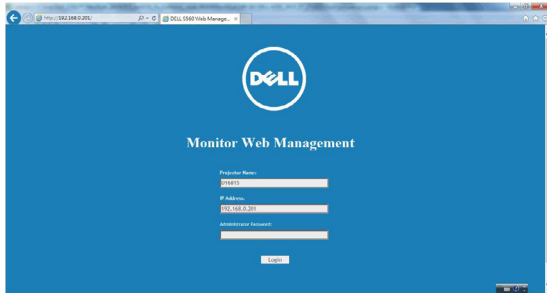 http://192.168.0.201/
DELL S560 Web Manage...
DELL
Monitor Web Management
Projector Name:
IP Address:
192.168.0.201
Administrator Password:
Login